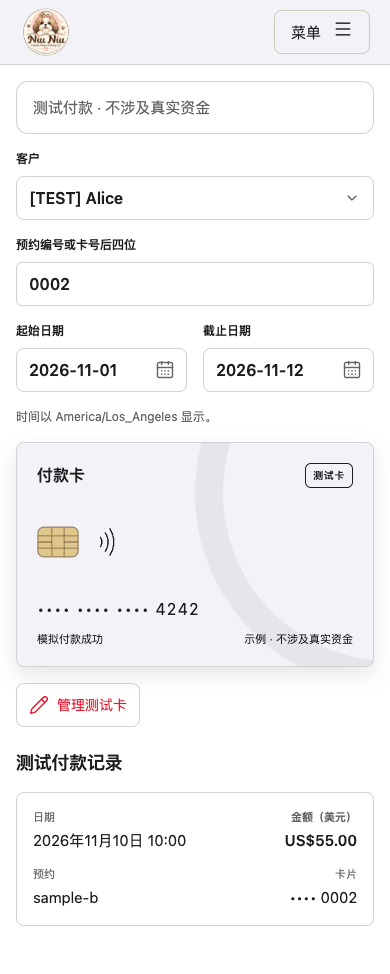 Niu Niu
菜单
测试付款 · 不涉及真实资金
客户
[TEST] Alice
预约编号或卡号后四位
0002
起始日期
截止日期
2026-11-01
2026-11-12
时间以 America/Los_Angeles 显示。
付款卡
测试卡
•••• •••• •••• 4242
模拟付款成功
示例 · 不涉及真实资金
管理测试卡
测试付款记录
日期
金额（美元）
2026年11月10日 10:00
US$55.00
预约
卡片
sample-b
•••• 0002